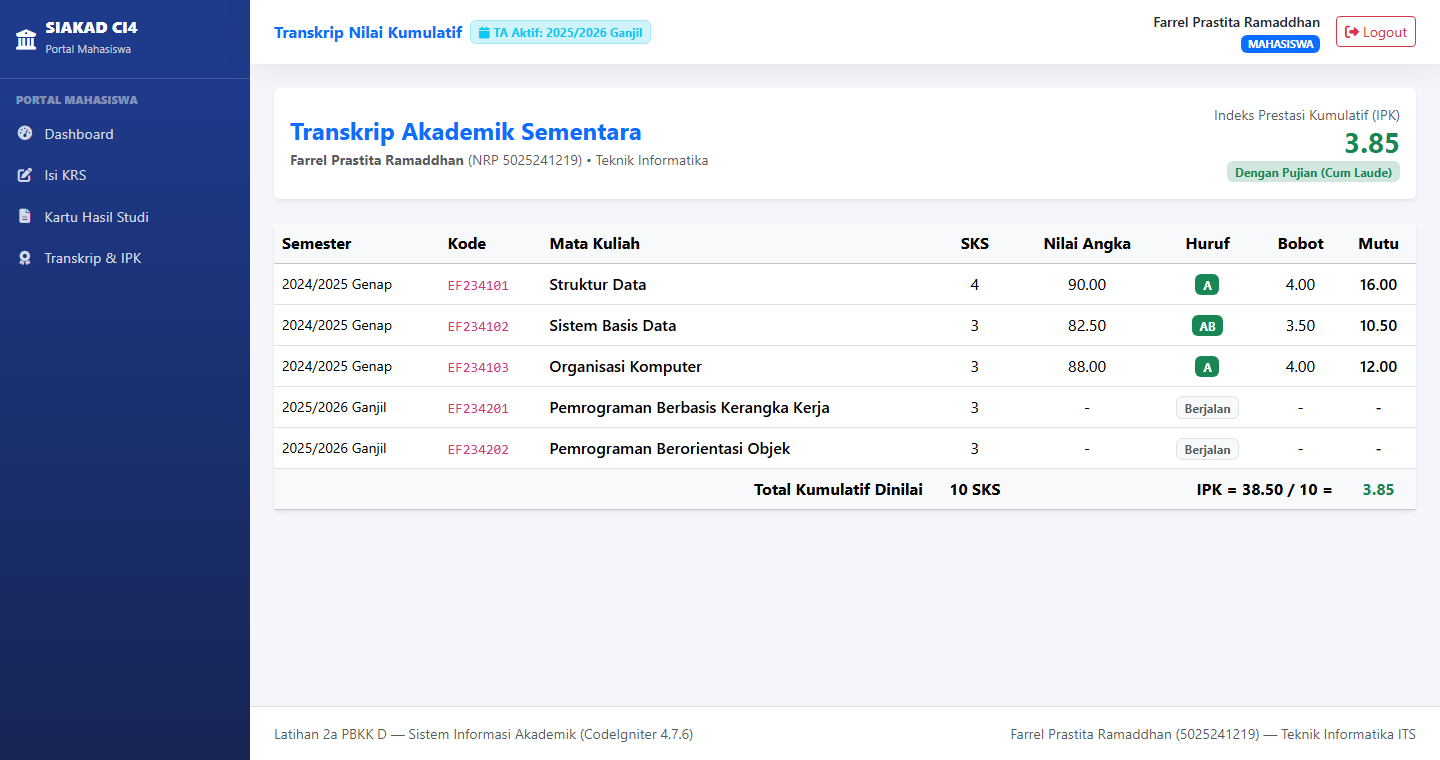 SIAKAD CI4
Portal Mahasiswa
PORTAL MAHASISWA
Dashboard
Isi KRS
Kartu Hasil Studi
Transkrip & IPK
Transkrip Nilai Kumulatif TA Aktif: 2025/2026 Ganjil
Farrel Prastita Ramaddhan
MAHASISWA
Logout
Transkrip Akademik Sementara
Farrel Prastita Ramaddhan (NRP 5025241219) • Teknik Informatika
Indeks Prestasi Kumulatif (IPK)
3.85
Dengan Pujian (Cum Laude)
Semester Kode Mata Kuliah SKS Nilai Angka Huruf Bobot Mutu
2024/2025 Genap EF234101 Struktur Data 4 90.00 A 4.00 16.00
2024/2025 Genap EF234102 Sistem Basis Data 3 82.50 AB 3.50 10.50
2024/2025 Genap EF234103 Organisasi Komputer 3 88.00 A 4.00 12.00
2025/2026 Ganjil EF234201 Pemrograman Berbasis Kerangka Kerja 3 - Berjalan - -
2025/2026 Ganjil EF234202 Pemrograman Berorientasi Objek 3 - Berjalan - -
Total Kumulatif Dinilai 10 SKS IPK = 38.50 / 10 = 3.85
Latihan 2a PBKK D — Sistem Informasi Akademik (CodeIgniter 4.7.6)
Farrel Prastita Ramaddhan (5025241219) — Teknik Informatika ITS